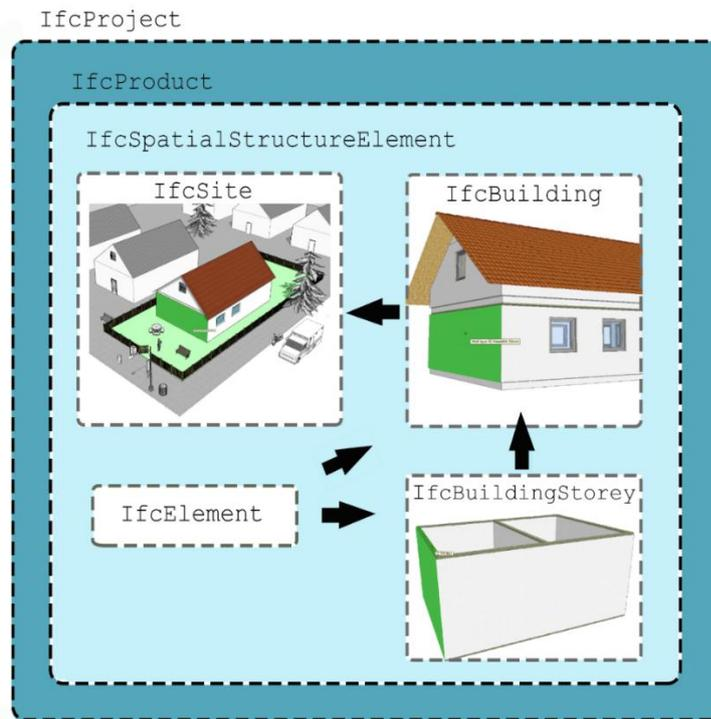 IfcProject
IfcProduct
IfcSpatialStructureElement
IfcSite
IfcBuilding
IfcElement
IfcBuildingStorey